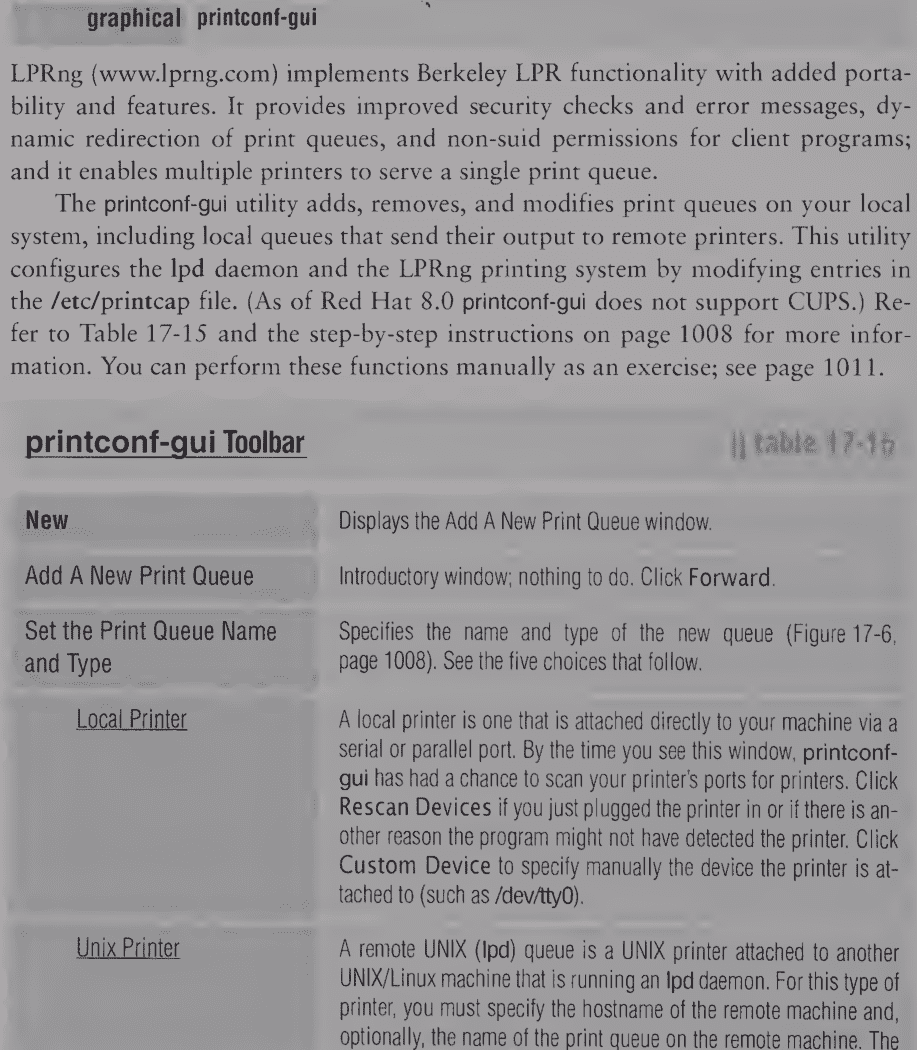 graphical printconf-gui
LPRng (www.lprng.com) implements Berkeley LPR functionality with added porta-
bility and features. It provides improved security checks and error messages, dy-
namic redirection of print queues, and non-suid permissions for client programs;
and it enables multiple printers to serve a single print queue.
The printconf-gui utility adds, removes, and modifies print queues on your local
system, including local queues that send their output to remote printers. This utility
configures the lpd daemon and the LPRng printing system by modifying entries in
the /etc/printcap file. (As of Red Hat 8.0 printconf-gui does not support CUPS.) Re-
fer to Table 17-15 and the step-by-step instructions on page 1008 for more infor-
mation. You can perform these functions manually as an exercise; see page 1011.
printconf-gui Toolbar || table 17-15
New Displays the Add A New Print Queue window.
Add A New Print Queue Introductory window; nothing to do. Click Forward.
Set the Print Queue Name Specifies the name and type of the new queue (Figure 17-6,
and Type page 1008). See the five choices that follow.
Local Printer A local printer is one that is attached directly to your machine via a
serial or parallel port. By the time you see this window, printconf-
gui has had a chance to scan your printer's ports for printers. Click
Rescan Devices if you just plugged the printer in or if there is an-
other reason the program might not have detected the printer. Click
Custom Device to specify manually the device the printer is at-
tached to (such as /dev/tty0).
Unix Printer A remote UNIX (lpd) queue is a UNIX printer attached to another
UNIX/Linux machine that is running an lpd daemon. For this type of
printer, you must specify the hostname of the remote machine and,
optionally, the name of the print queue on the remote machine. The